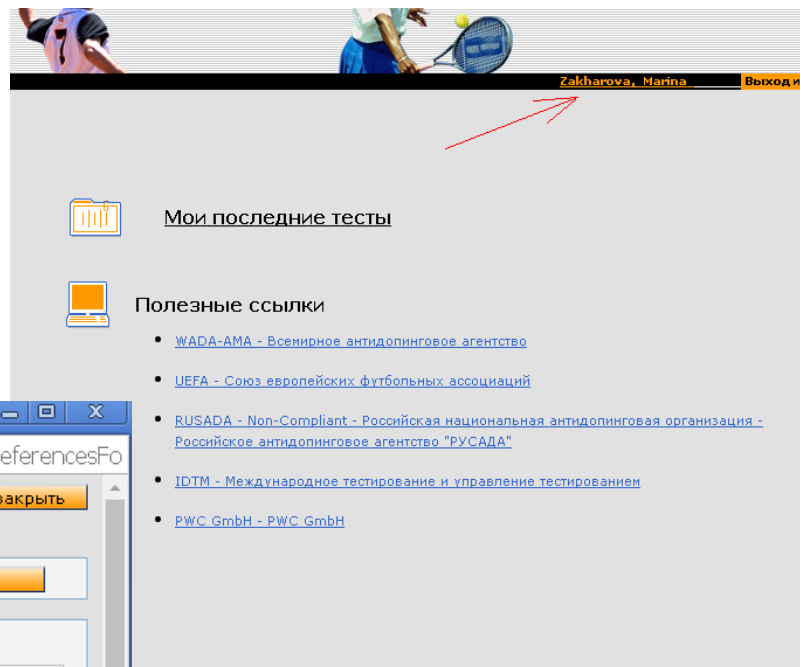 7
Zakharova, Marina
Выход и
Мои последние тесты
Полезные ссылки
WADA-AMA - Всемирное антидопинговое агентство
UEFA - Союз европейских футбольных ассоциаций
RUSADA - Non-Compliant - Российская национальная антидопинговая организация -
Российское антидопинговое агентство "РУСАДА"
IDTM - Международное тестирование и управление тестированием
PWC GmbH - PWC GmbH
eferencesFo
закрыть